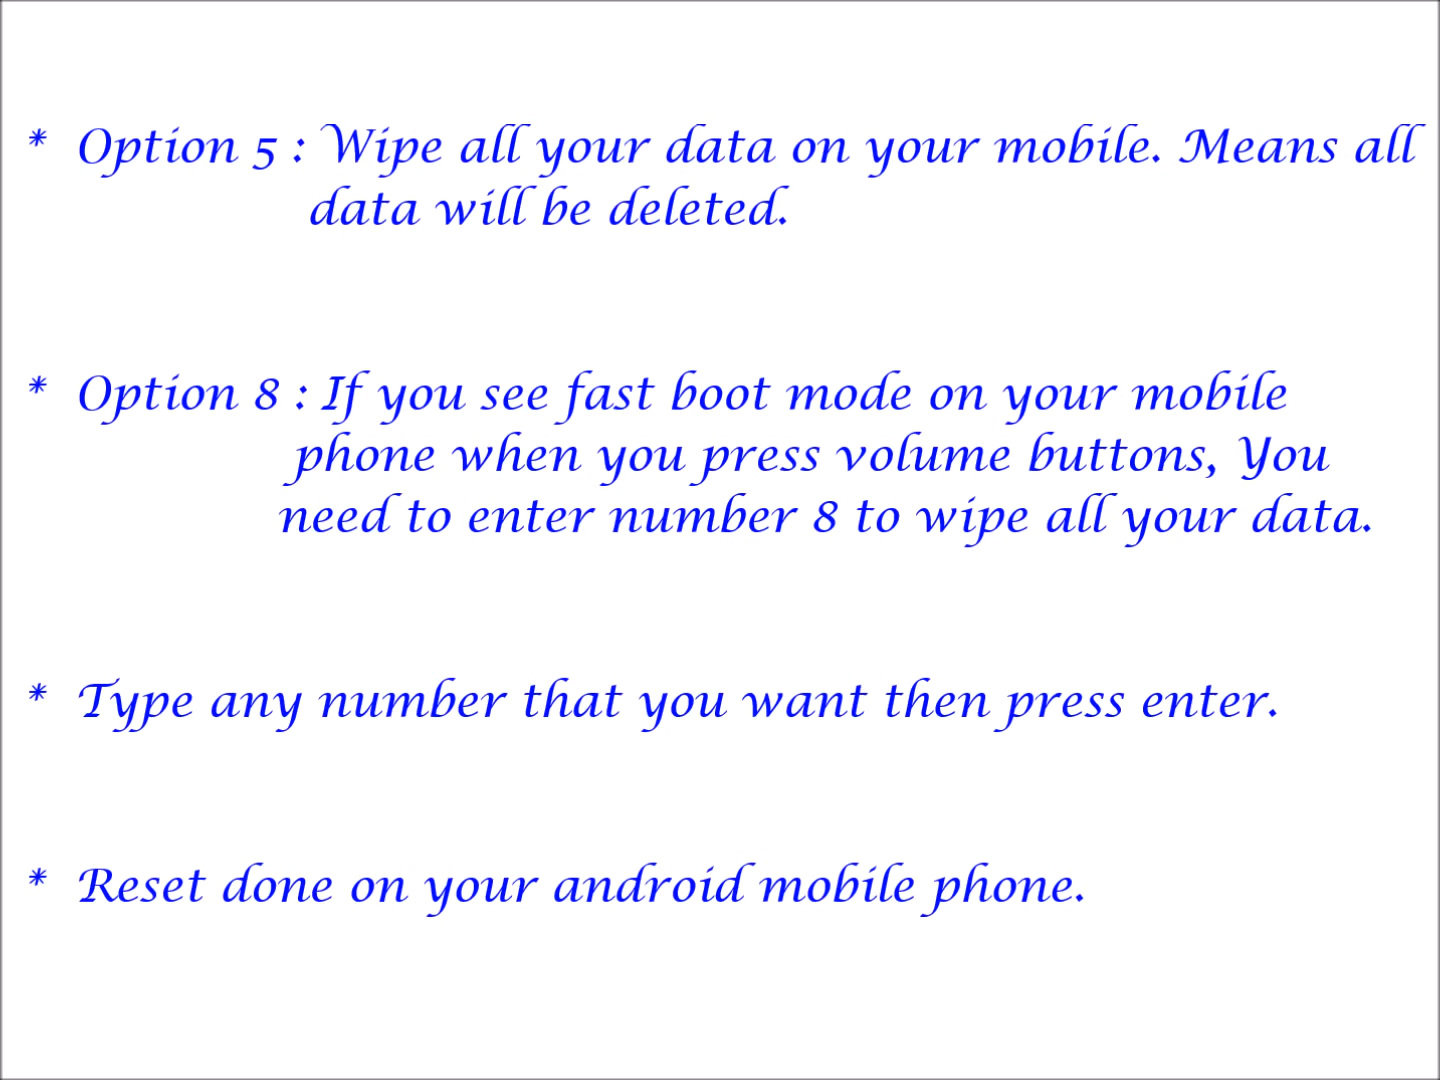 * Option 5 : Wipe all your data on your mobile. Means all
data will be deleted.
* Option 8 : If you see fast boot mode on your mobile
phone when you press volume buttons, You
need to enter number 8 to wipe all your data.
* Type any number that you want then press enter.
* Reset done on your android mobile phone.